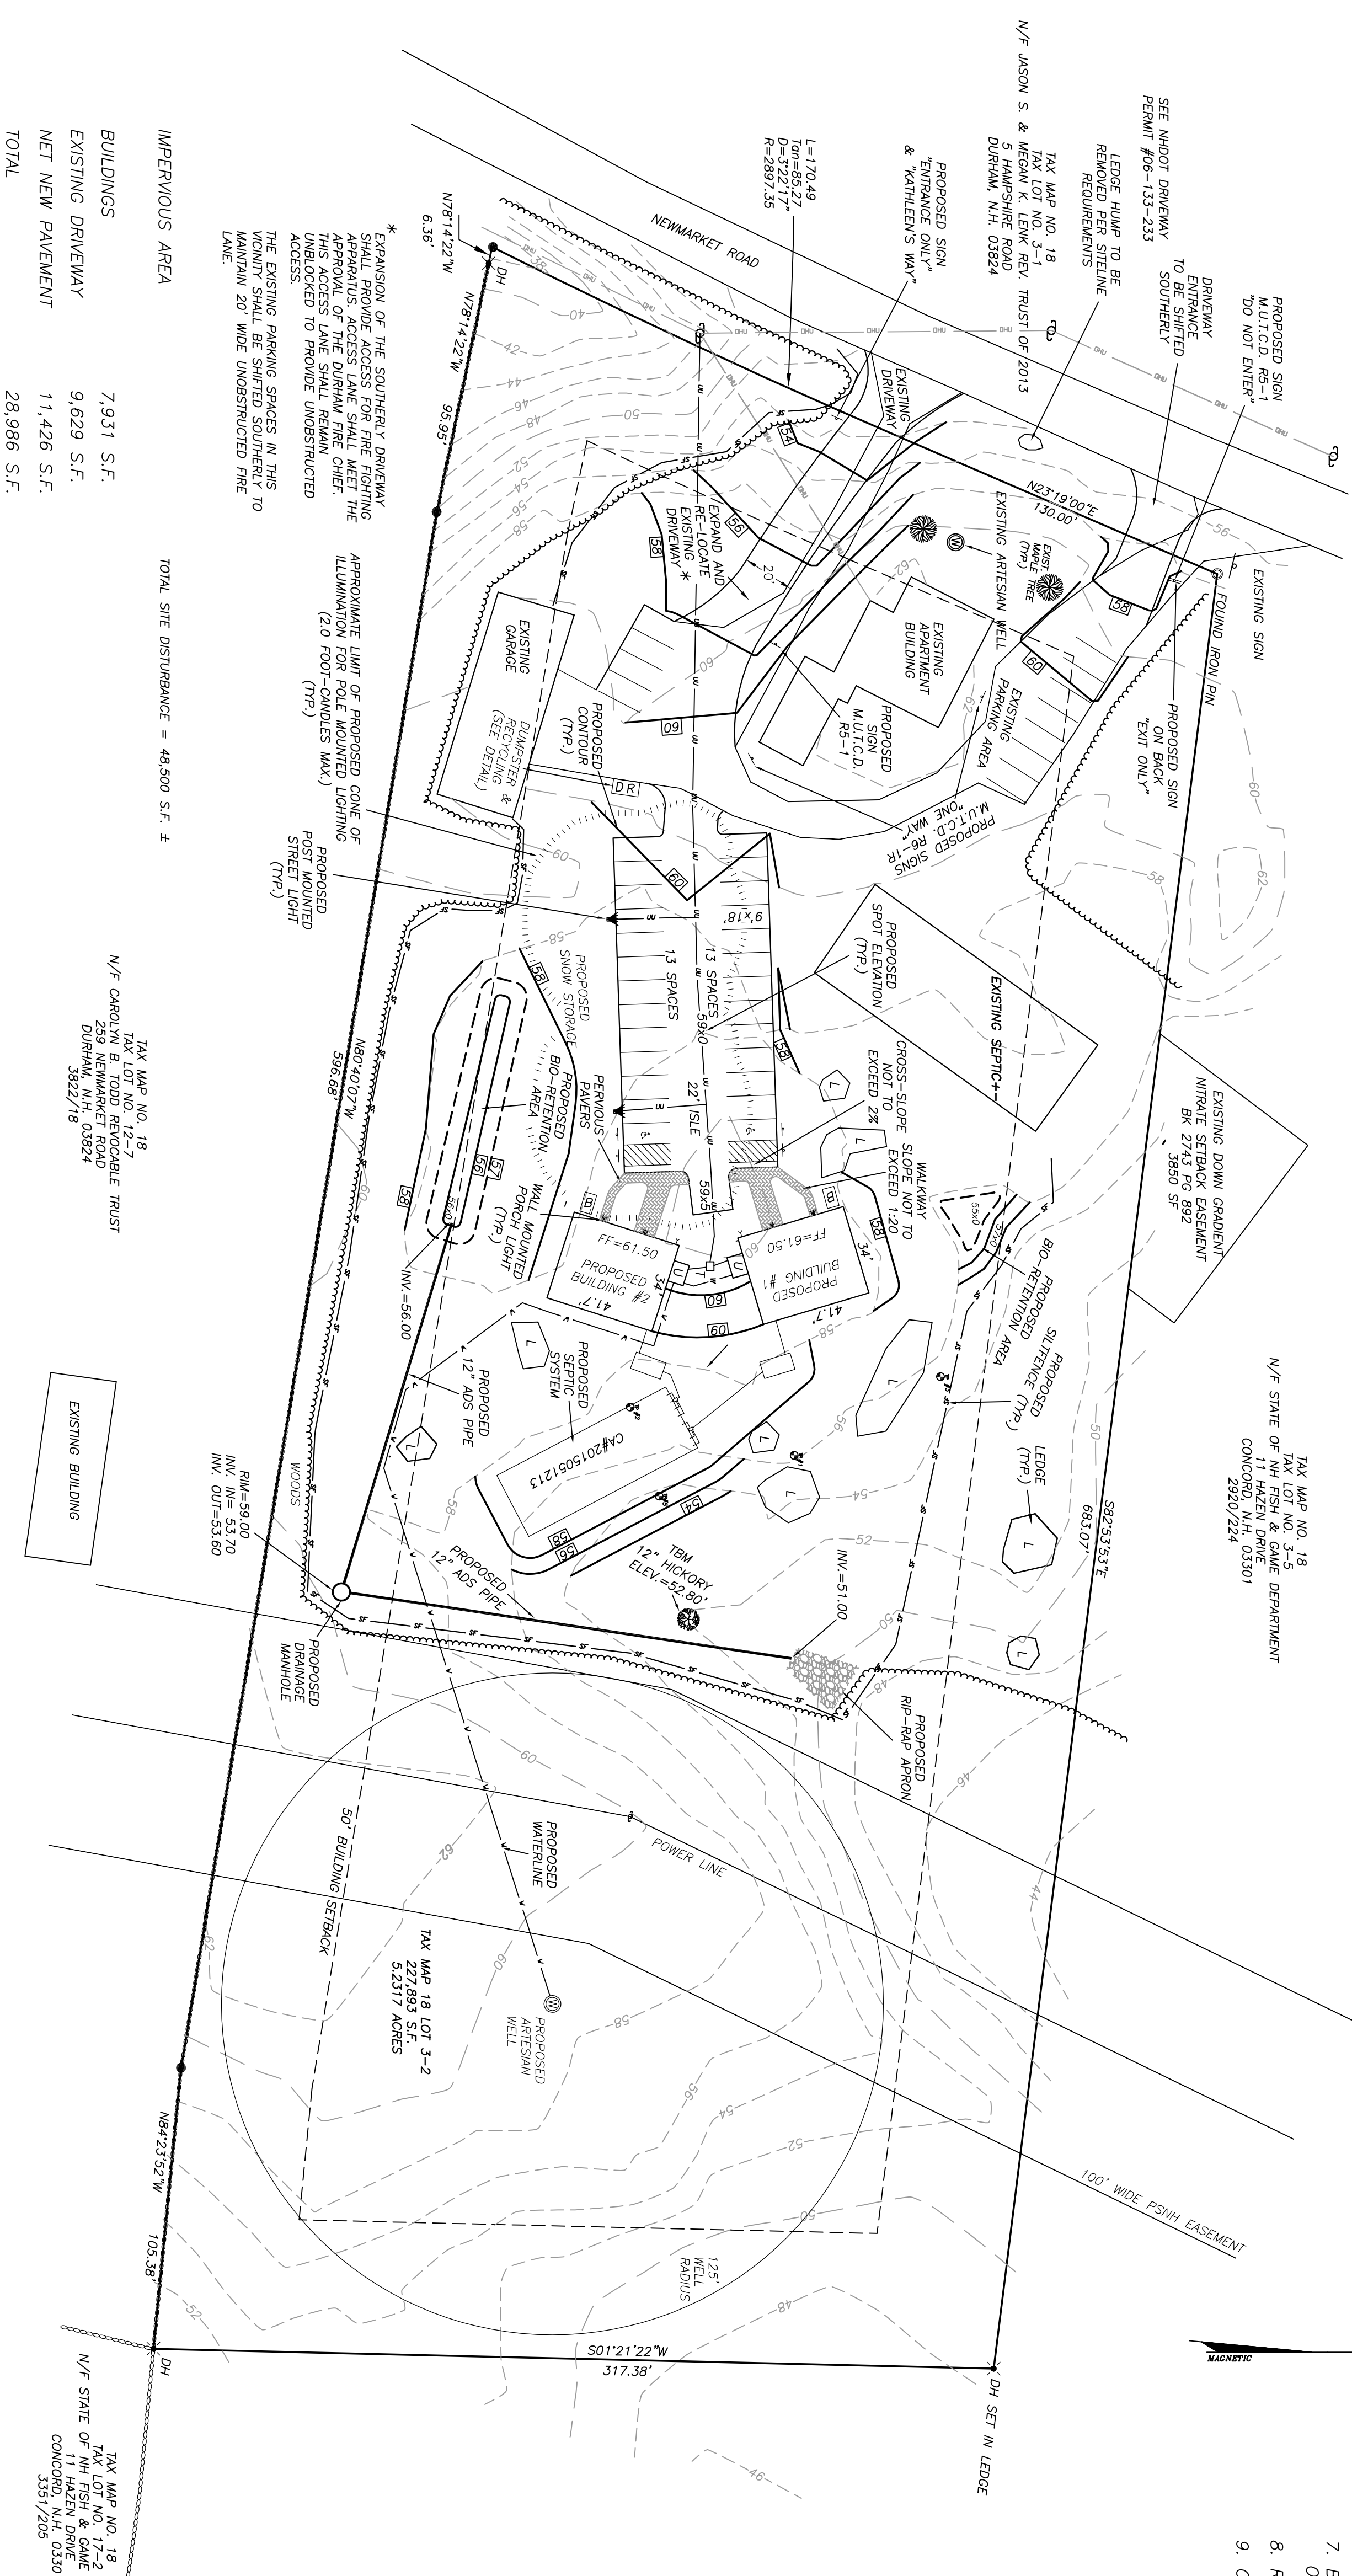 SEE NHDOT DRIVEWAY
PERMIT #06-133-233
PROPOSED SIGN
M.U.T.C.D. R5-1
"DO NOT ENTER"
DRIVEWAY
ENTRANCE
TO BE SHIFTED
SOUTHERLY
LEDGE HUMP TO BE
REMOVED PER SITELINE
REQUIREMENTS
TAX MAP NO. 18
TAX LOT NO. 3-1
N/F JASON S. & MEGAN K. LENK REV. TRUST OF 2013
5 HAMPSHIRE ROAD
DURHAM, N.H. 03824
PROPOSED SIGN
"ENTRANCE ONLY"
& "KATHLEEN'S WAY"
L=170.49
Tan=85.27
D=3°22'17"
R=2897.35
NEWMARKET ROAD
N78°14'22"W
6.36'
DH
N78°14'22"W
95.95'
N23°19'00"E
130.00'
EXISTING SIGN
FOUIND IRON PIN
PROPOSED SIGN
ON BACK
"EXIT ONLY"
EXISTING
DRIVEWAY
EXIST.
MAPLE TREE
(TYP.)
W
EXISTING ARTESIAN WELL
EXISTING
APARTMENT
BUILDING
EXISTING
PARKING AREA
EXPAND AND
RE-LOCATE
EXISTING *
DRIVEWAY
20'
EXISTING
GARAGE
PROPOSED
SIGN
M.U.T.C.D.
R5-1
PROPOSED SIGNS
M.U.T.C.D. R6-1R
"ONE WAY"
PROPOSED
CONTOUR
(TYP.)
DUMPSTER &
RECYCLING
(SEE DETAIL)
D R
* EXPANSION OF THE SOUTHERLY DRIVEWAY
SHALL PROVIDE ACCESS FOR FIRE FIGHTING
APPARATUS. ACCESS LANE SHALL MEET THE
APPROVAL OF THE DURHAM FIRE CHIEF.
THIS ACCESS LANE SHALL REMAIN
UNBLOCKED TO PROVIDE UNOBSTRUCTED
ACCESS.
THE EXISTING PARKING SPACES IN THIS
VICINITY SHALL BE SHIFTED SOUTHERLY TO
MAINTAIN 20' WIDE UNOBSTRUCTED FIRE
LANE.
APPROXIMATE LIMIT OF PROPOSED CONE OF
ILLUMINATION FOR POLE MOUNTED LIGHTING
(2.0 FOOT-CANDLES MAX.)
(TYP.)
PROPOSED
POST MOUNTED
STREET LIGHT
(TYP.)
IMPERVIOUS AREA
BUILDINGS 7,931 S.F.
EXISTING DRIVEWAY 9,629 S.F.
NET NEW PAVEMENT 11,426 S.F.
TOTAL 28,986 S.F.
TOTAL SITE DISTURBANCE = 48,500 S.F. ±
9'x18'
13 SPACES
13 SPACES
59x0
22' ISLE
59x5
PROPOSED
SPOT ELEVATION
(TYP.)
EXISTING SEPTIC+-
EXISTING DOWN GRADIENT
NITRATE SETBACK EASEMENT
BK 2743 PG 892
3850 SF
CROSS-SLOPE
NOT TO
EXCEED 2%
WALKWAY
SLOPE NOT TO
EXCEED 1:20
PROPOSED
SNOW STORAGE
PROPOSED
BIO-RETENTION
AREA
PERVIOUS
PAVERS
WALL MOUNTED
PORCH LIGHT
(TYP.)
56x0
INV.=56.00
B
B
FF=61.50
PROPOSED
BUILDING #2
34'
41.7'
FF=61.50
PROPOSED
BUILDING #1
34'
41.7'
U
T
U
55x0
57x0
PROPOSED
BIO-RETENTION AREA
PROPOSED
SILTFENCE (TYP.)
LEDGE
(TYP.)
L
PROPOSED
SEPTIC
SYSTEM
CA#2015051213
PROPOSED
12" ADS PIPE
PROPOSED
12" ADS PIPE
TBM
12" HICKORY
ELEV.=52.80'
INV.=51.00
PROPOSED
RIP-RAP APRON
N80°40'07"W
596.68'
WOODS
RIM=59.00
INV. IN= 53.70
INV. OUT=53.60
PROPOSED
DRAINAGE
MANHOLE
TAX MAP NO. 18
TAX LOT NO. 12-7
N/F CAROLYN B. TODD REVOCABLE TRUST
259 NEWMARKET ROAD
DURHAM, N.H. 03824
3822/18
EXISTING BUILDING
TAX MAP NO. 18
TAX LOT NO. 3-5
N/F STATE OF NH FISH & GAME DEPARTMENT
11 HAZEN DRIVE
CONCORD, N.H. 03301
2920/224
S82°53'53"E
683.07'
POWER LINE
PROPOSED
WATERLINE
50' BUILDING SETBACK
TAX MAP 18 LOT 3-2
227,893 S.F.
5.2317 ACRES
W
PROPOSED
ARTESIAN
WELL
125'
WELL
RADIUS
100' WIDE PSNH EASEMENT
N84°23'52"W
105.38'
DH
S01°21'22"W
317.38'
DH SET IN LEDGE
MAGNETIC
TAX MAP NO. 18
TAX LOT NO. 17-2
N/F STATE OF NH FISH & GAME
11 HAZEN DRIVE
CONCORD, N.H. 0330
3351/205
7.
8.
9.